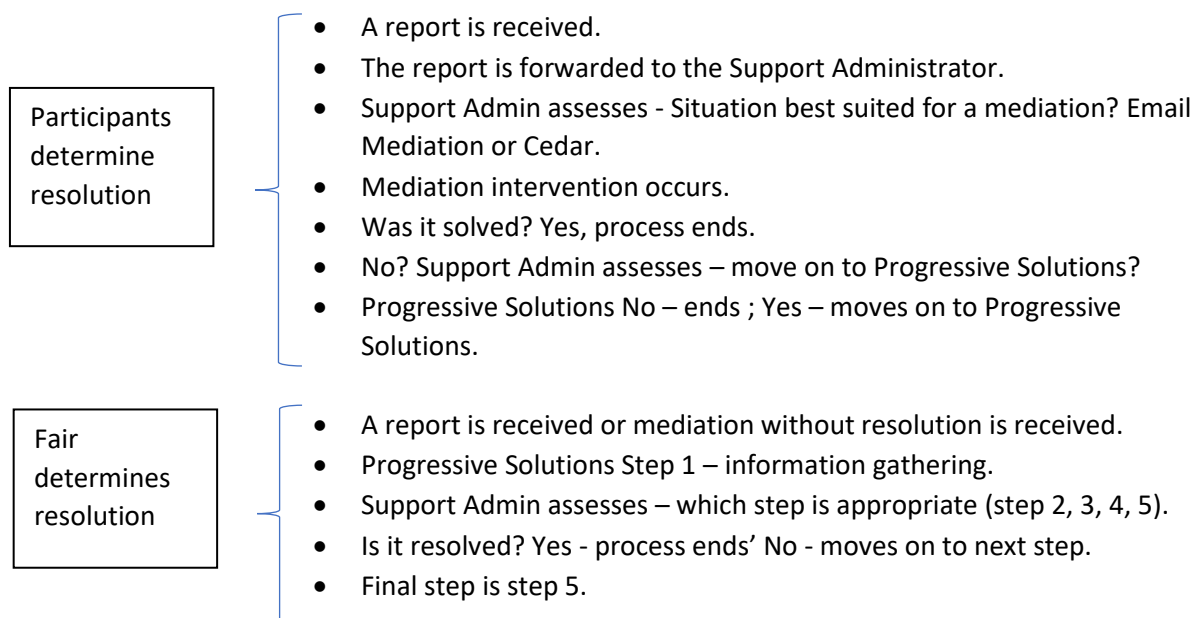 Participants
determine
resolution
• A report is received.
• The report is forwarded to the Support Administrator.
• Support Admin assesses - Situation best suited for a mediation? Email
Mediation or Cedar.
• Mediation intervention occurs.
• Was it solved? Yes, process ends.
• No? Support Admin assesses – move on to Progressive Solutions?
• Progressive Solutions No – ends ; Yes – moves on to Progressive
Solutions.
Fair
determines
resolution
• A report is received or mediation without resolution is received.
• Progressive Solutions Step 1 – information gathering.
• Support Admin assesses – which step is appropriate (step 2, 3, 4, 5).
• Is it resolved? Yes - process ends’ No - moves on to next step.
• Final step is step 5.